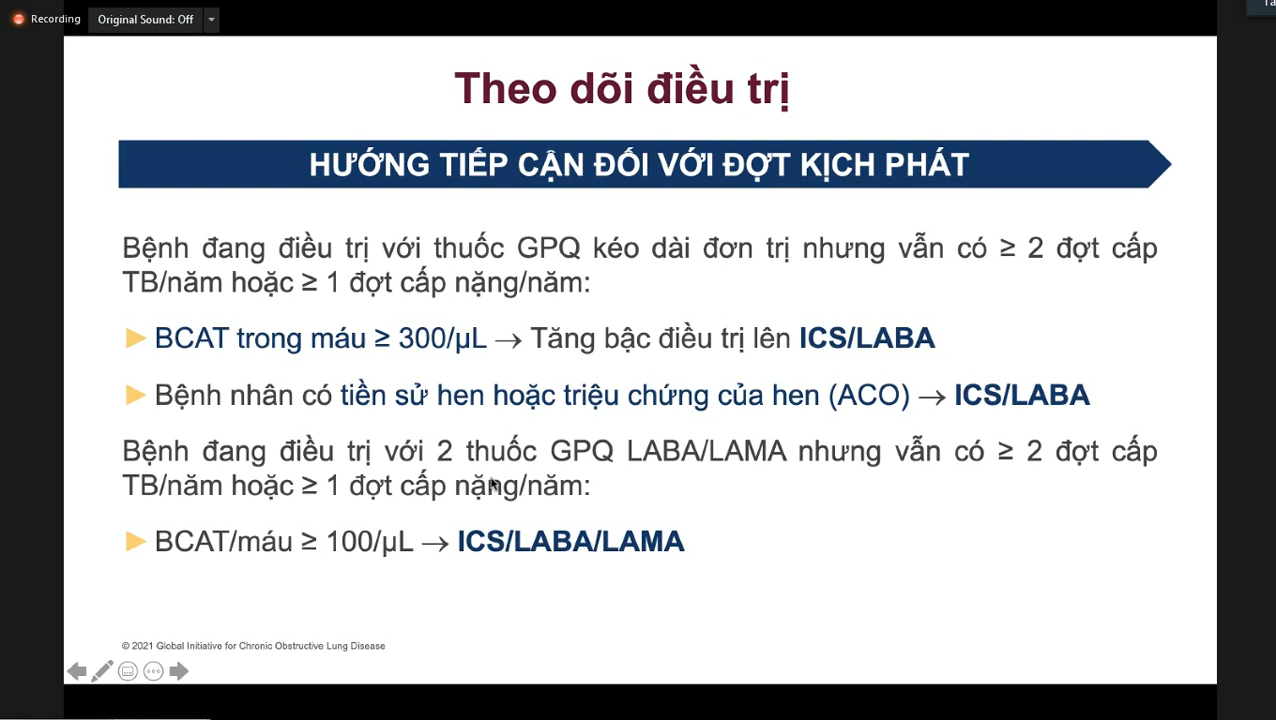 Recording
Original Sound: Off
Ta
Theo dõi điều trị
HƯỚNG TIẾP CẬN ĐỐI VỚI ĐỢT KỊCH PHÁT
Bệnh đang điều trị với thuốc GPQ kéo dài đơn trị nhưng vẫn có ≥ 2 đợt cấp
TB/năm hoặc ≥ 1 đợt cấp nặng/năm:
► BCAT trong máu ≥ 300/µL → Tăng bậc điều trị lên ICS/LABA
► Bệnh nhân có tiền sử hen hoặc triệu chứng của hen (ACO) → ICS/LABA
Bệnh đang điều trị với 2 thuốc GPQ LABA/LAMA nhưng vẫn có ≥ 2 đợt cấp
TB/năm hoặc ≥ 1 đợt cấp nặng/năm:
► BCAT/máu ≥ 100/µL → ICS/LABA/LAMA
© 2021 Global Initiative for Chronic Obstructive Lung Disease